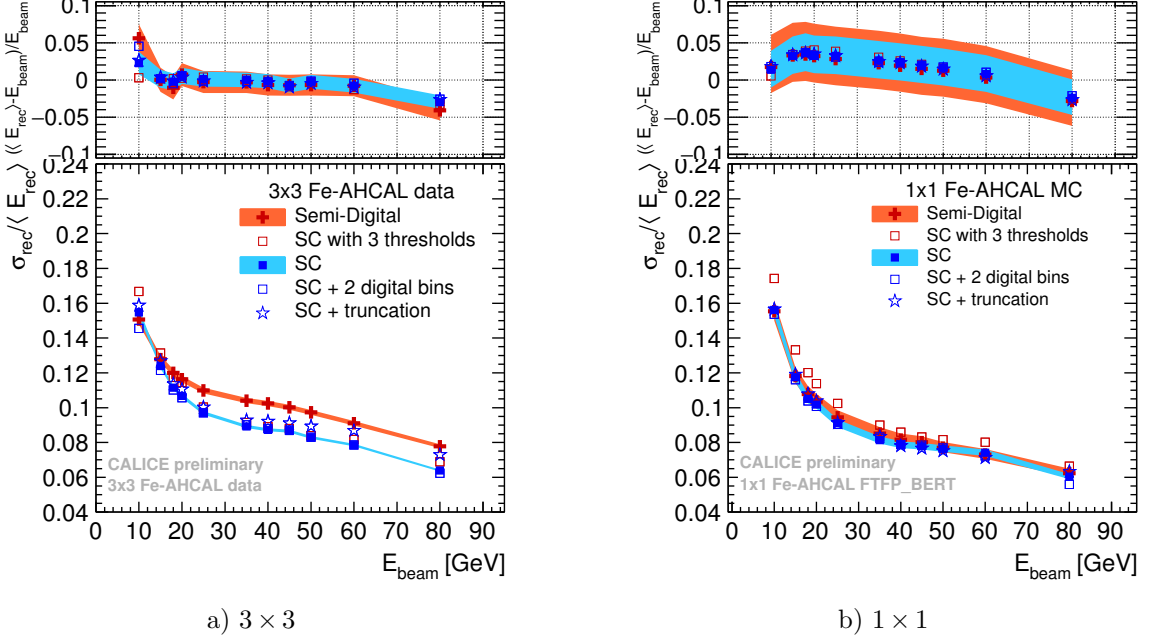 0.1
0.05
0
−0.05
−0.1
(⟨ E_rec⟩-E_beam)/E_beam
0.24
0.22
0.2
0.18
0.16
0.14
0.12
0.1
0.08
0.06
0.04
σ_rec/⟨ E_rec⟩
3x3 Fe-AHCAL data
Semi-Digital
SC with 3 thresholds
SC
SC + 2 digital bins
SC + truncation
CALICE preliminary
3x3 Fe-AHCAL data
0 10 20 30 40 50 60 70 80 90
E_beam [GeV]
a) 3 × 3
0.1
0.05
0
−0.05
−0.1
(⟨ E_rec⟩-E_beam)/E_beam
0.24
0.22
0.2
0.18
0.16
0.14
0.12
0.1
0.08
0.06
0.04
σ_rec/⟨ E_rec⟩
1x1 Fe-AHCAL MC
Semi-Digital
SC with 3 thresholds
SC
SC + 2 digital bins
SC + truncation
CALICE preliminary
1x1 Fe-AHCAL FTFP_BERT
0 10 20 30 40 50 60 70 80 90
E_beam [GeV]
b) 1 × 1